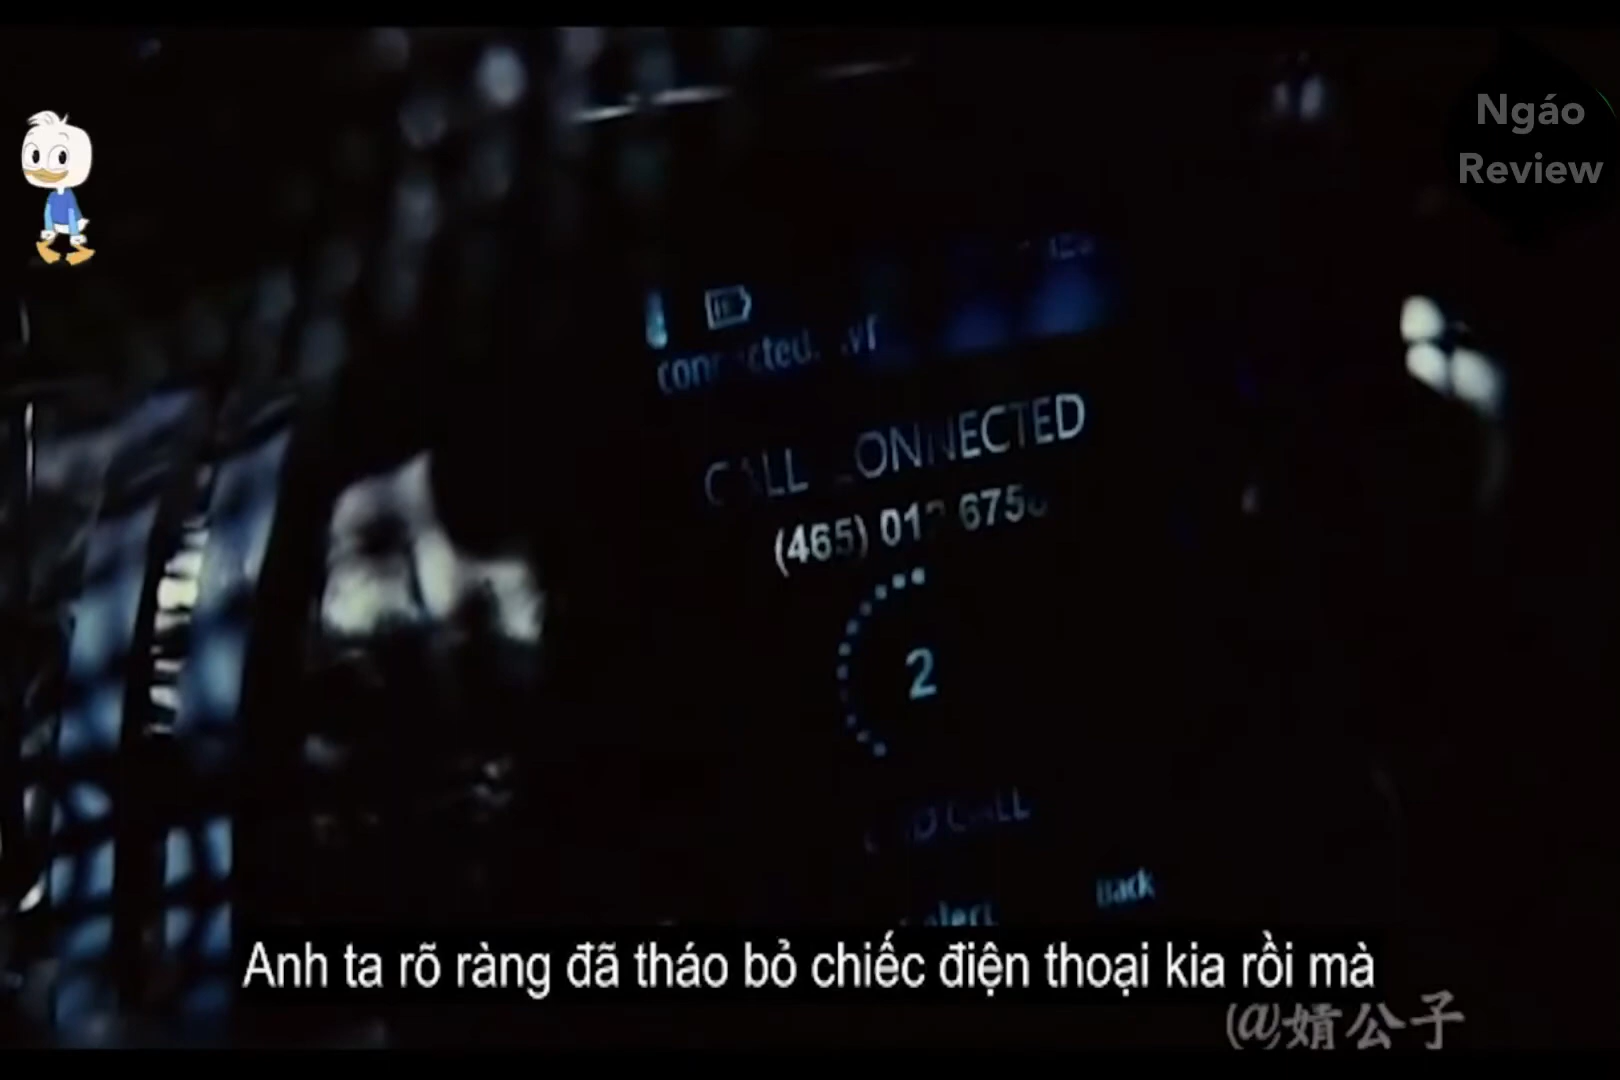 Ngáo
Review
CALL CONNECTED
(465)
2
Back
Anh ta rõ ràng đã tháo bỏ chiếc điện thoại kia rồi mà
@婧公子